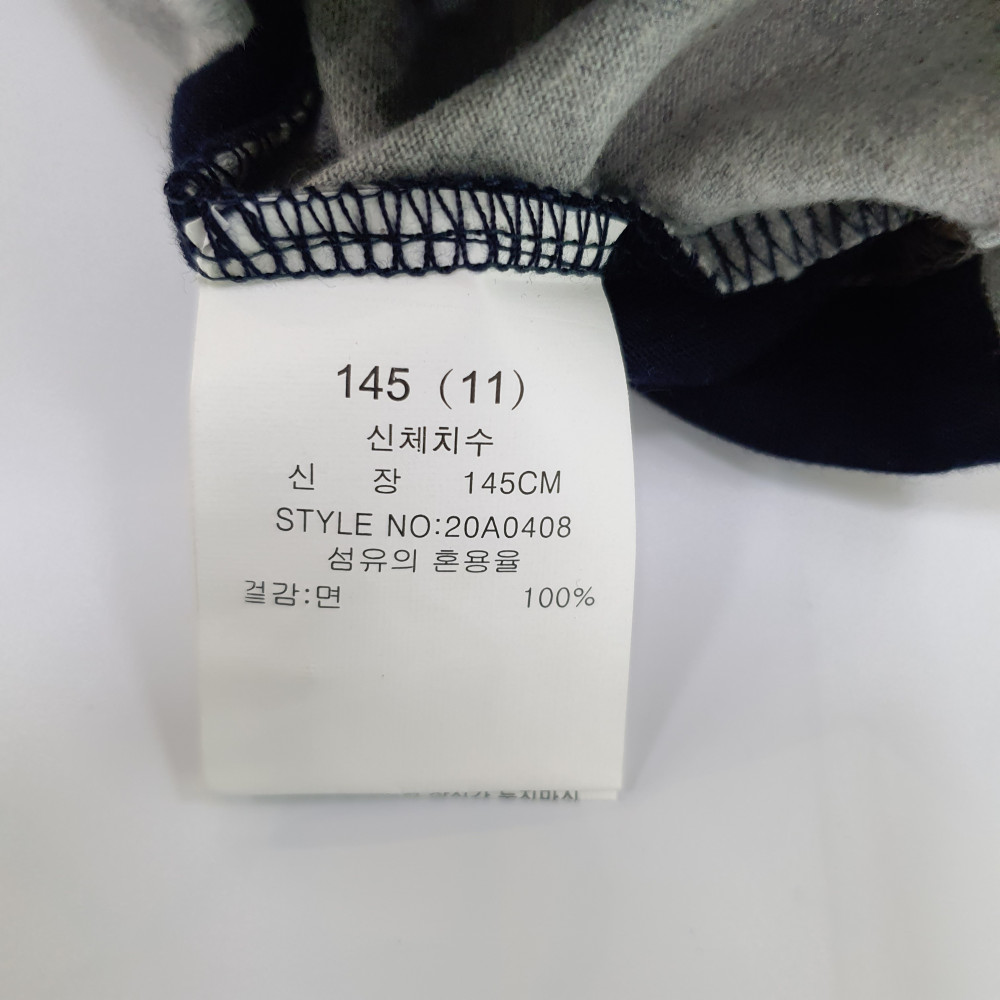 145 (11)
신체치수
신 장 145CM
STYLE NO:20A0408
섬유의 혼용율
겉감:면 100%